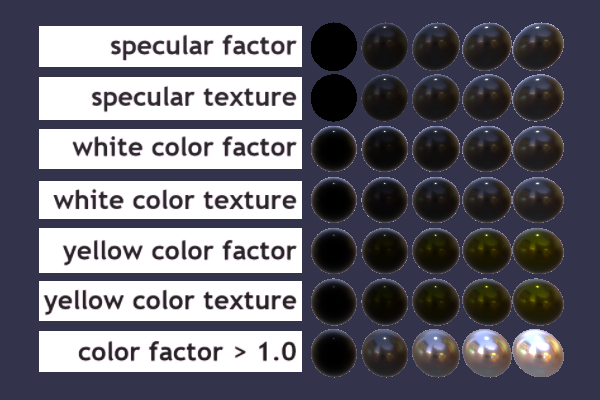 specular factor
specular texture
white color factor
white color texture
yellow color factor
yellow color texture
color factor > 1.0